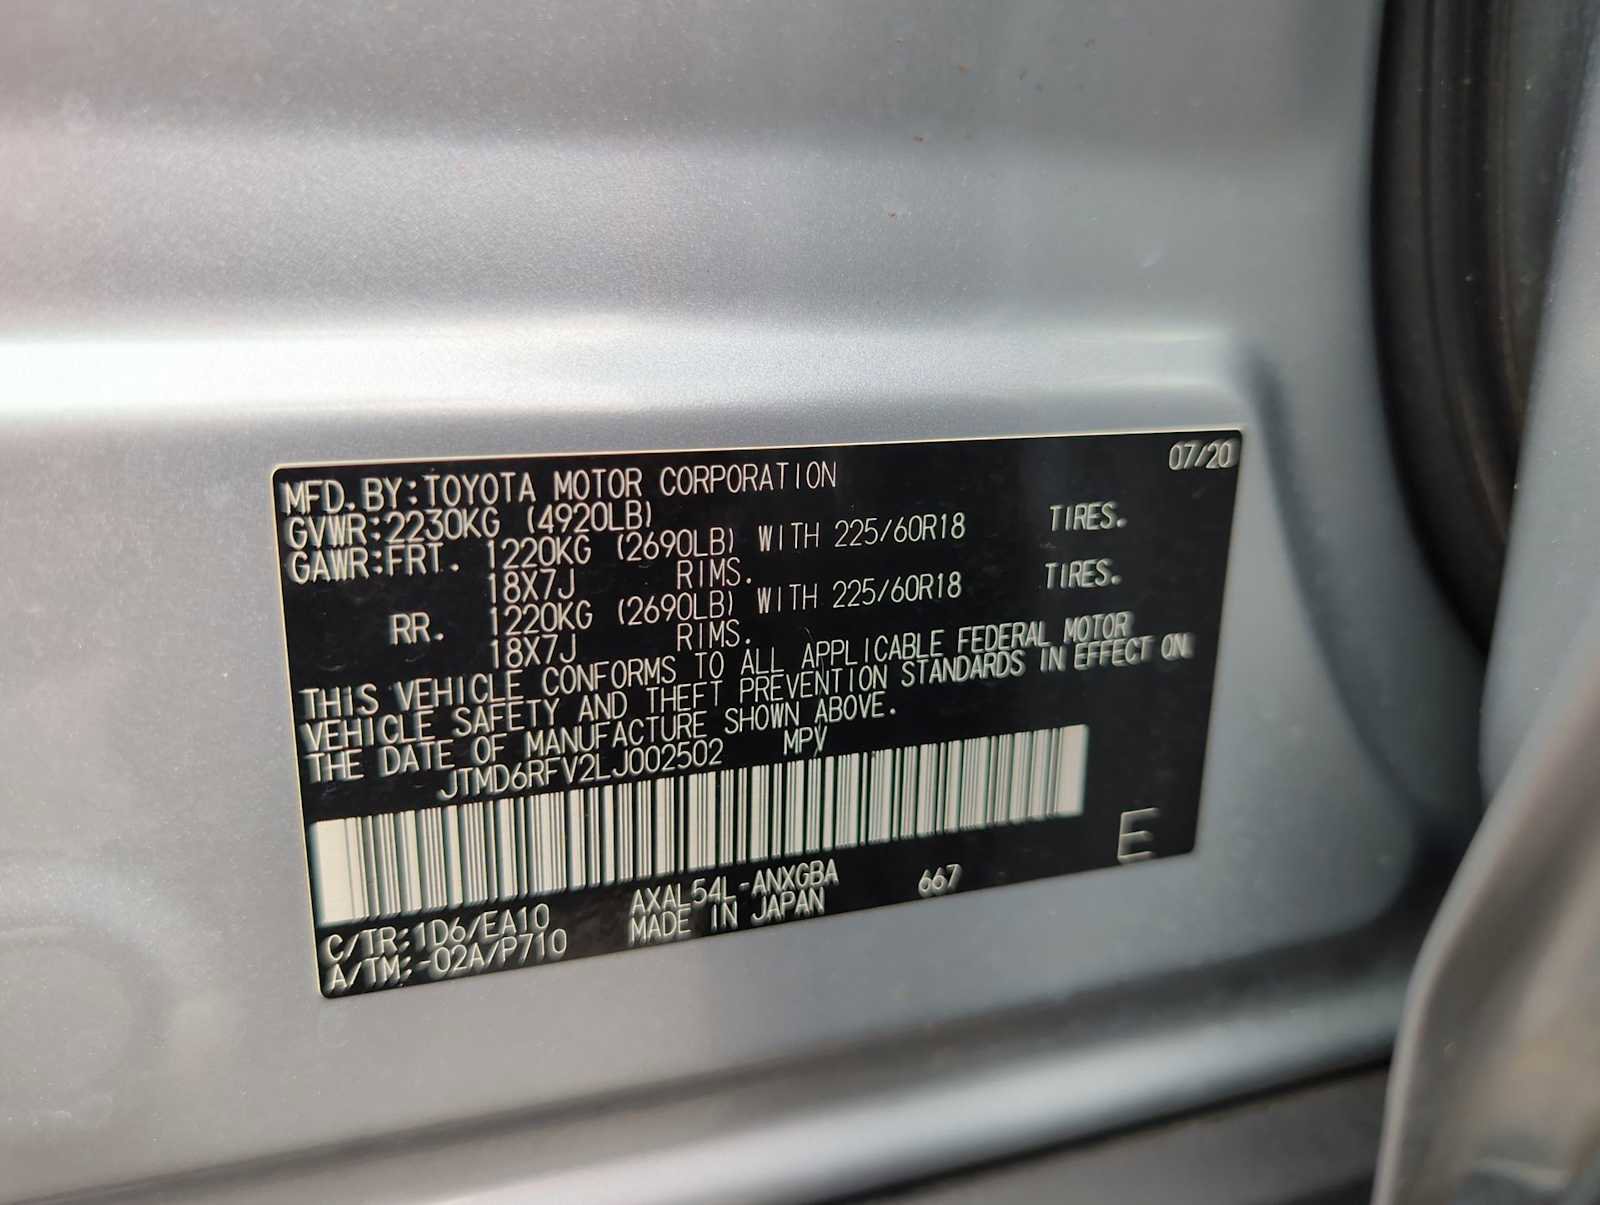 07/20
MFD.BY:TOYOTA MOTOR CORPORATION
GVWR:2230KG (4920LB)
GAWR:FRT. 1220KG (2690LB) WITH 225/60R18 TIRES.
18X7J RIMS.
RR. 1220KG (2690LB) WITH 225/60R18 TIRES.
18X7J RIMS.
THIS VEHICLE CONFORMS TO ALL APPLICABLE FEDERAL MOTOR
VEHICLE SAFETY AND THEFT PREVENTION STANDARDS IN EFFECT ON
THE DATE OF MANUFACTURE SHOWN ABOVE.
JTMD6RFV2LJ002502 MPV
E
C/TR:1D6/EA10 AXAL54L-ANXGBA 667
A/TM:-02A/P710 MADE IN JAPAN